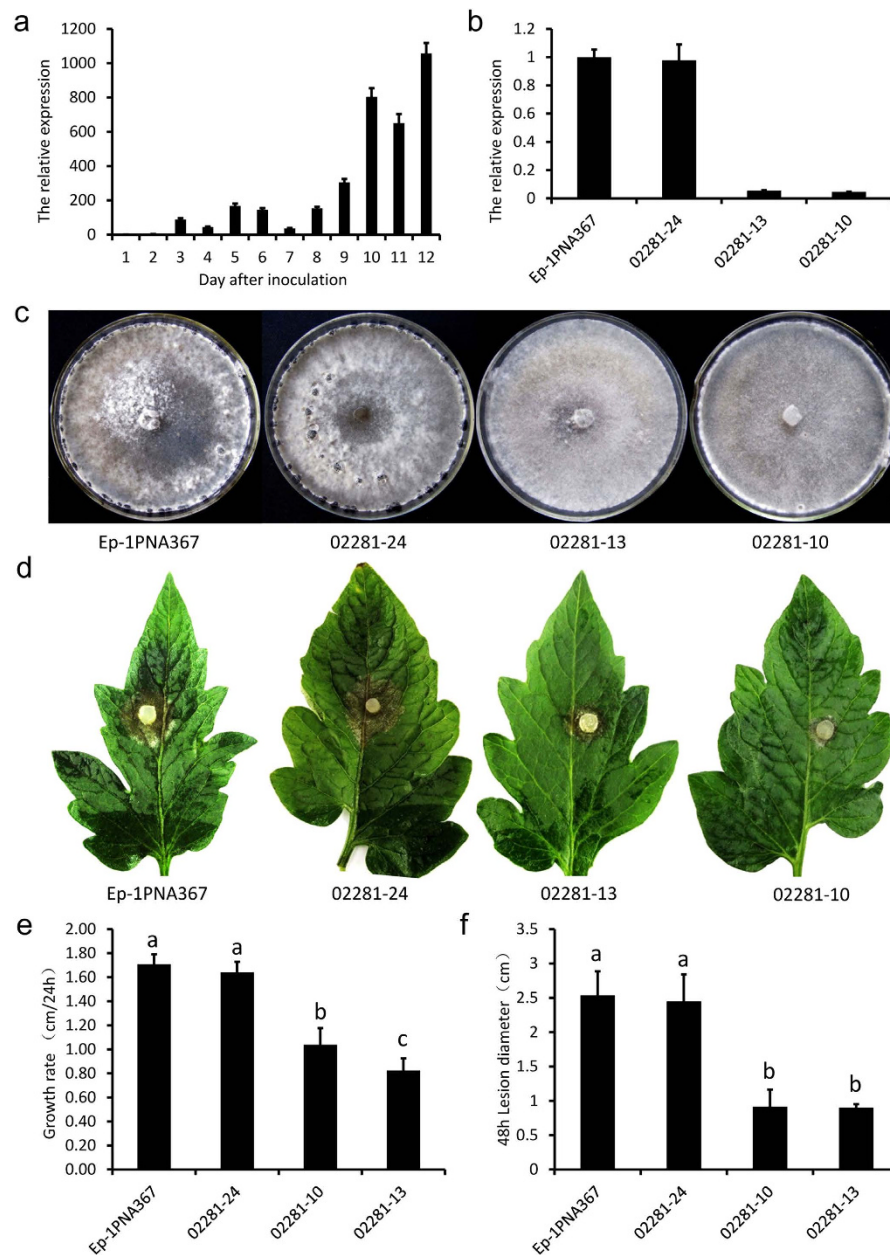 a
1200
1000
800
600
400
200
0
The relative expression
1 2 3 4 5 6 7 8 9 10 11 12
Day after inoculation
b
1.2
1
0.8
0.6
0.4
0.2
0
The relative expression
Ep-1PNA367
02281-24
02281-13
02281-10
c
Ep-1PNA367 02281-24 02281-13 02281-10
d
Ep-1PNA367 02281-24 02281-13 02281-10
e
2.00
1.80
1.60
1.40
1.20
1.00
0.80
0.60
0.40
0.20
0.00
Growth rate（cm/24h）
a a b c
Ep-1PNA367
02281-24
02281-10
02281-13
f
3.5
3
2.5
2
1.5
1
0.5
0
48h Lesion diameter（cm）
a a b b
Ep-1PNA367
02281-24
02281-10
02281-13